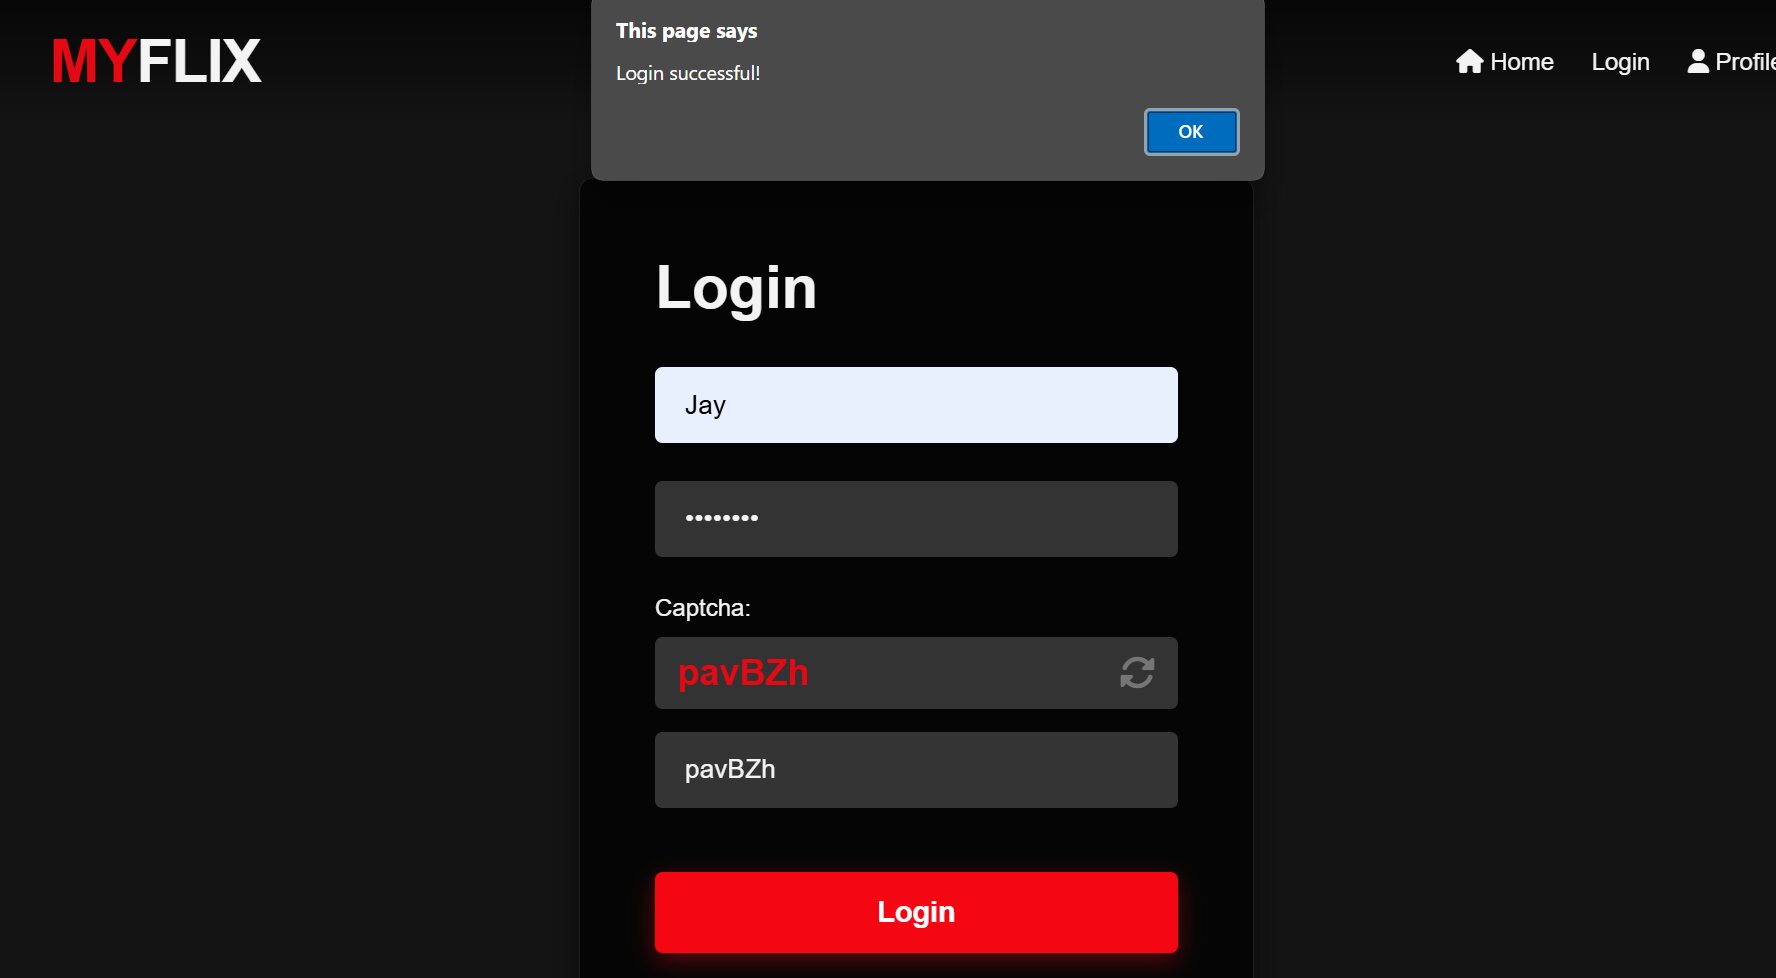 MYFLIX
This page says
Login successful!
OK
Home Login Profile
Login
Jay
••••••••
Captcha:
pavBZh
pavBZh
Login